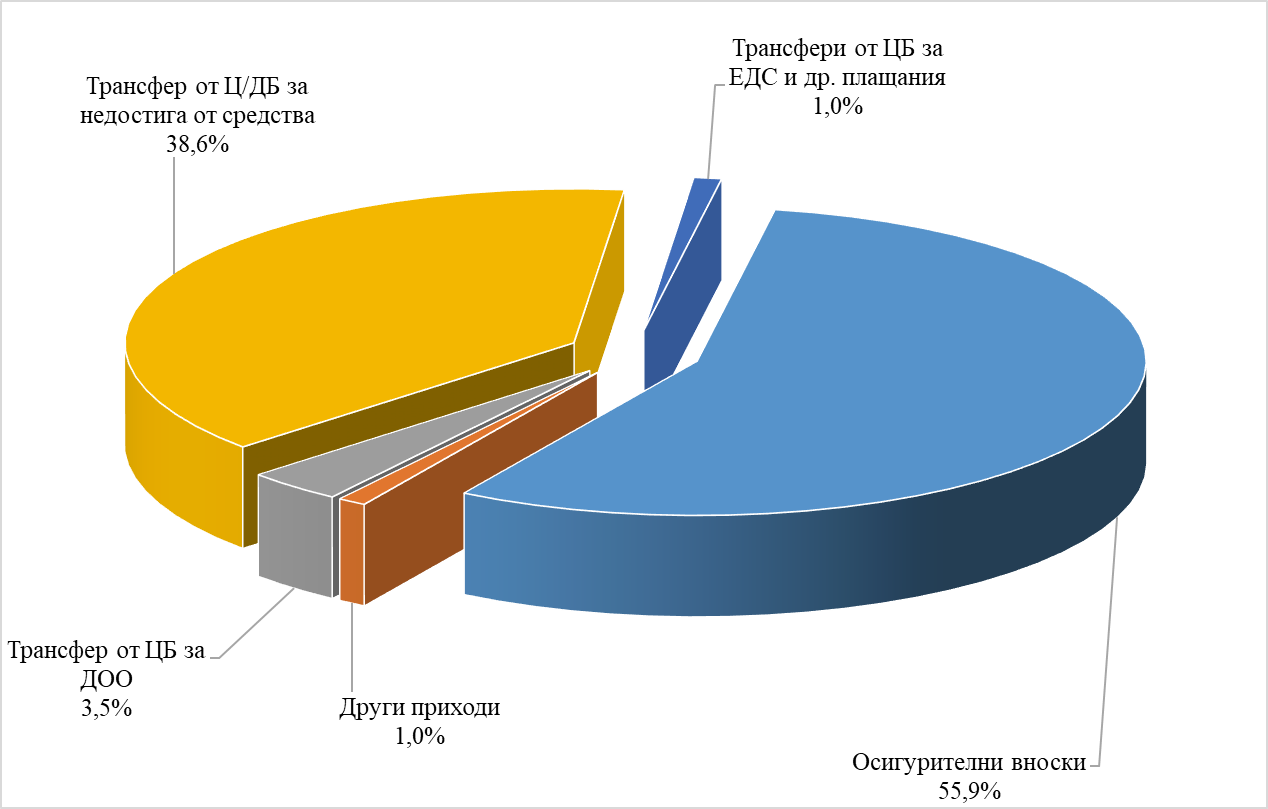 Трансфери от ЦБ за
ЕДС и др. плащания
1,0%
Трансфер от Ц/ДБ за
недостига от средства
38,6%
Трансфер от ЦБ за
ДОО
3,5%
Други приходи
1,0%
Осигурителни вноски
55,9%